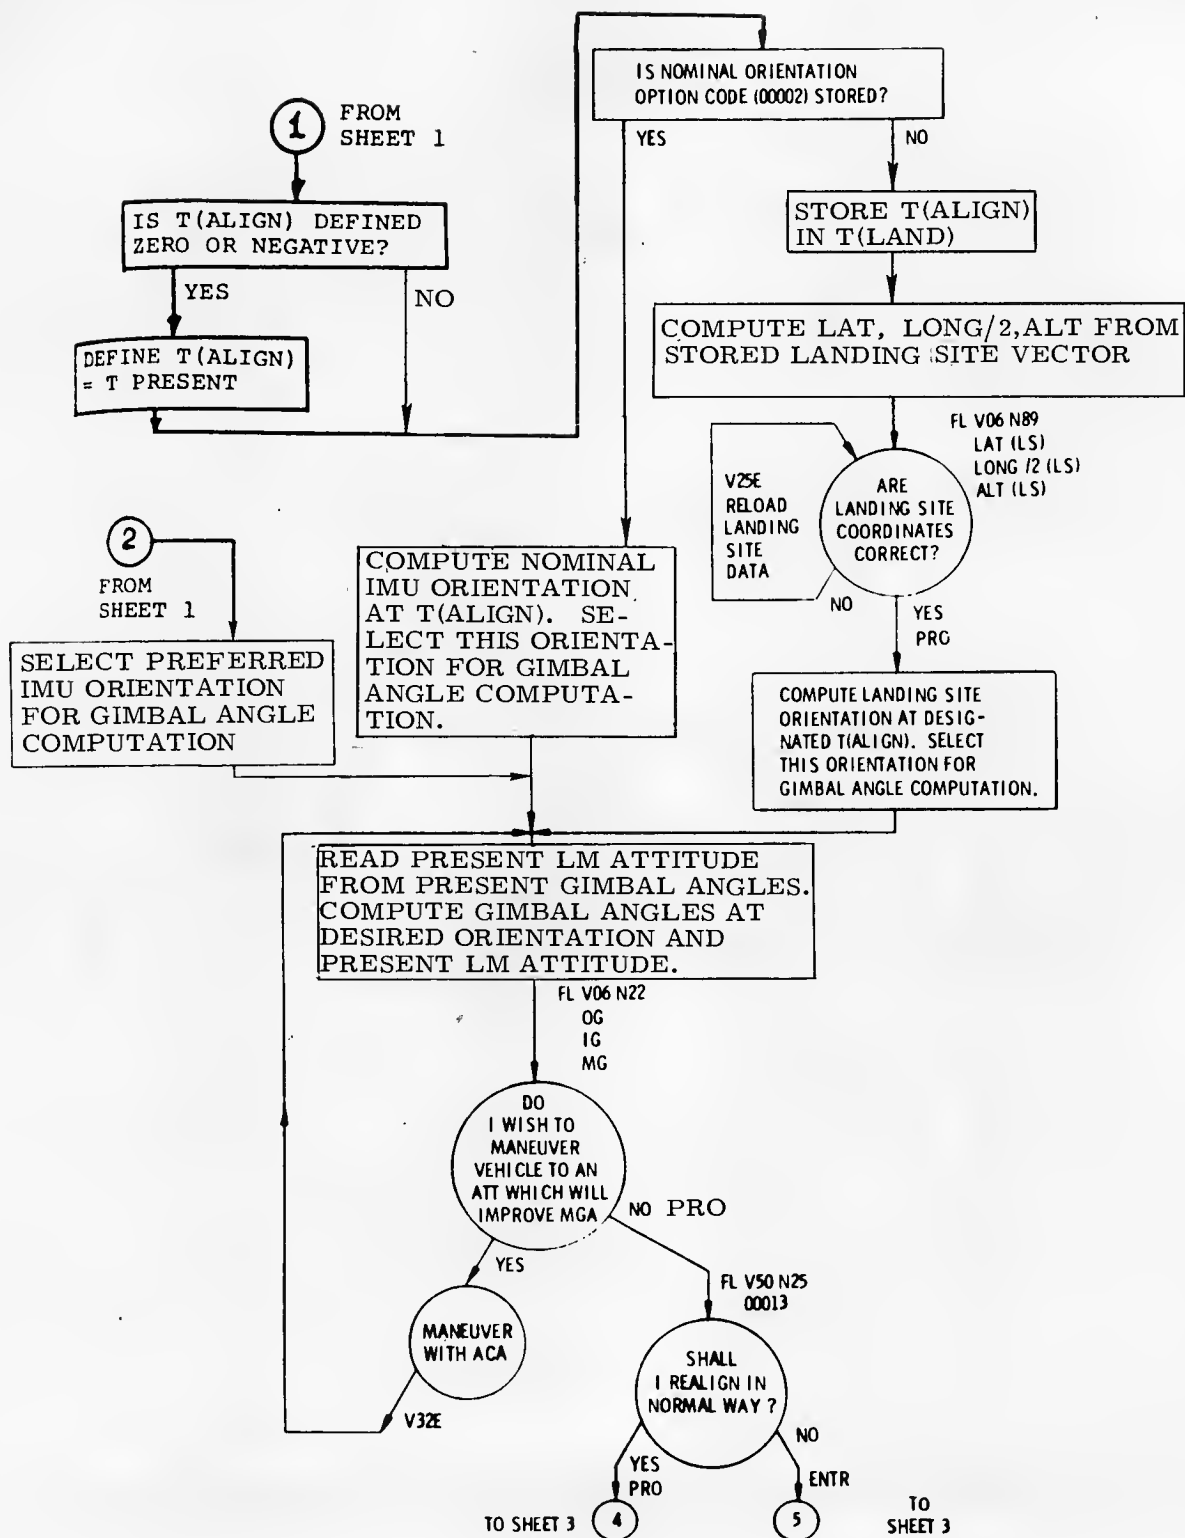 1
FROM
SHEET 1
IS T(ALIGN) DEFINED
ZERO OR NEGATIVE?
YES
NO
DEFINE T(ALIGN)
= T PRESENT
IS NOMINAL ORIENTATION
OPTION CODE (00002) STORED?
YES
NO
STORE T(ALIGN)
IN T(LAND)
COMPUTE LAT, LONG/2, ALT FROM
STORED LANDING SITE VECTOR
FL V06 N89
LAT (LS)
LONG /2 (LS)
ALT (LS)
V25E
RELOAD
LANDING
SITE
DATA
ARE
LANDING SITE
COORDINATES
CORRECT?
NO
YES
PRO
2
FROM
SHEET 1
SELECT PREFERRED
IMU ORIENTATION
FOR GIMBAL ANGLE
COMPUTATION
COMPUTE NOMINAL
IMU ORIENTATION
AT T(ALIGN). SE-
LECT THIS ORIENTA-
TION FOR GIMBAL
ANGLE COMPUTA-
TION.
COMPUTE LANDING SITE
ORIENTATION AT DESIG-
NATED T(ALIGN). SELECT
THIS ORIENTATION FOR
GIMBAL ANGLE COMPUTATION.
READ PRESENT LM ATTITUDE
FROM PRESENT GIMBAL ANGLES.
COMPUTE GIMBAL ANGLES AT
DESIRED ORIENTATION AND
PRESENT LM ATTITUDE.
FL V06 N22
OG
IG
MG
DO
I WISH TO
MANEUVER
VEHICLE TO AN
ATT WHICH WILL
IMPROVE MGA
NO PRO
YES
MANEUVER
WITH ACA
V32E
FL V50 N25
00013
SHALL
I REALIGN IN
NORMAL WAY ?
YES
PRO
NO
ENTR
TO SHEET 3
4
5
TO
SHEET 3